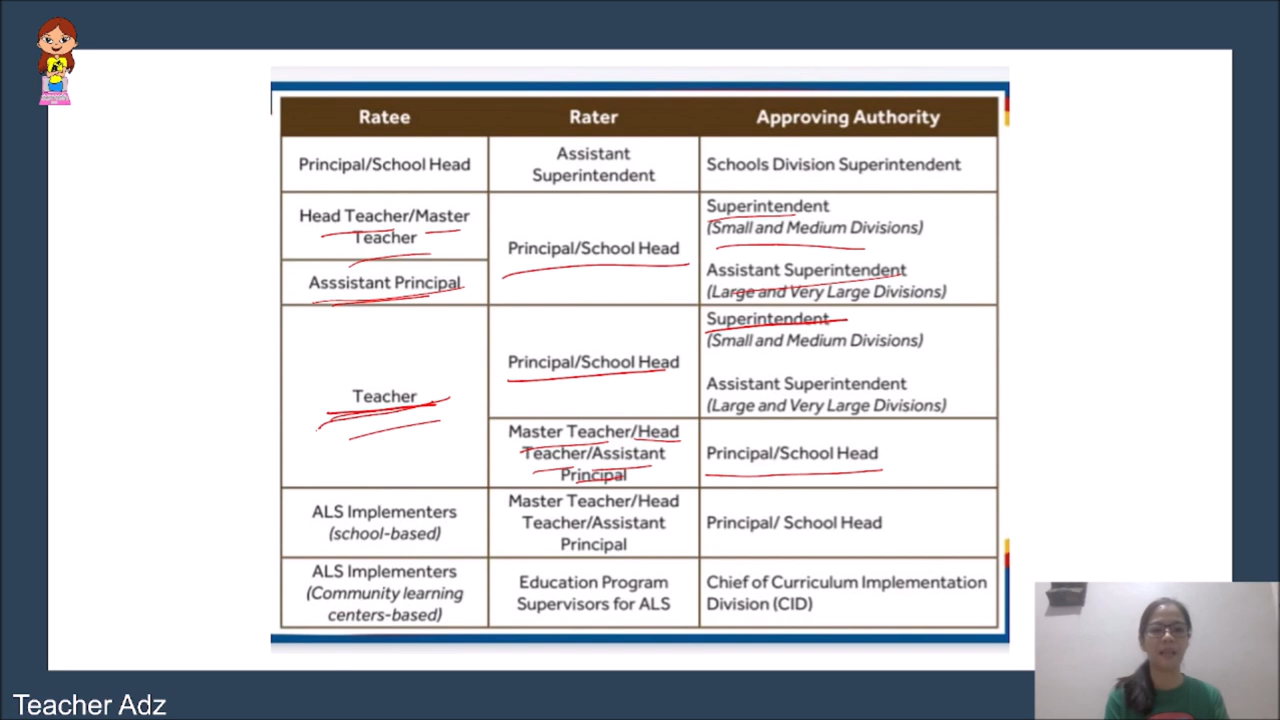 Ratee
Rater
Approving Authority
Principal/School Head
Assistant
Superintendent
Schools Division Superintendent
Head Teacher/Master
Teacher
Asssistant Principal
Principal/School Head
Superintendent
(Small and Medium Divisions)
Assistant Superintendent
(Large and Very Large Divisions)
Teacher
Principal/School Head
Superintendent
(Small and Medium Divisions)
Assistant Superintendent
(Large and Very Large Divisions)
Master Teacher/Head
Teacher/Assistant
Principal
Principal/School Head
ALS Implementers
(school-based)
Master Teacher/Head
Teacher/Assistant
Principal
Principal/ School Head
ALS Implementers
(Community learning
centers-based)
Education Program
Supervisors for ALS
Chief of Curriculum Implementation
Division (CID)
Teacher Adz